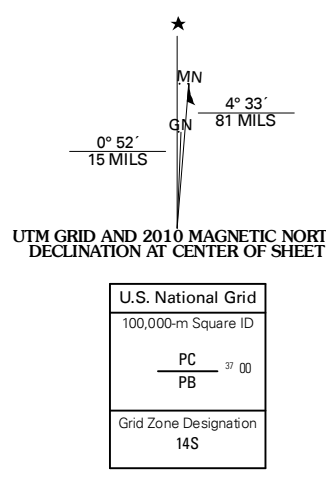 ★
MN
4° 33´
81 MILS
GN
0° 52´
15 MILS
UTM GRID AND 2010 MAGNETIC NORT
DECLINATION AT CENTER OF SHEET
U.S. National Grid
100,000-m Square ID
PC
37 00
PB
Grid Zone Designation
14S